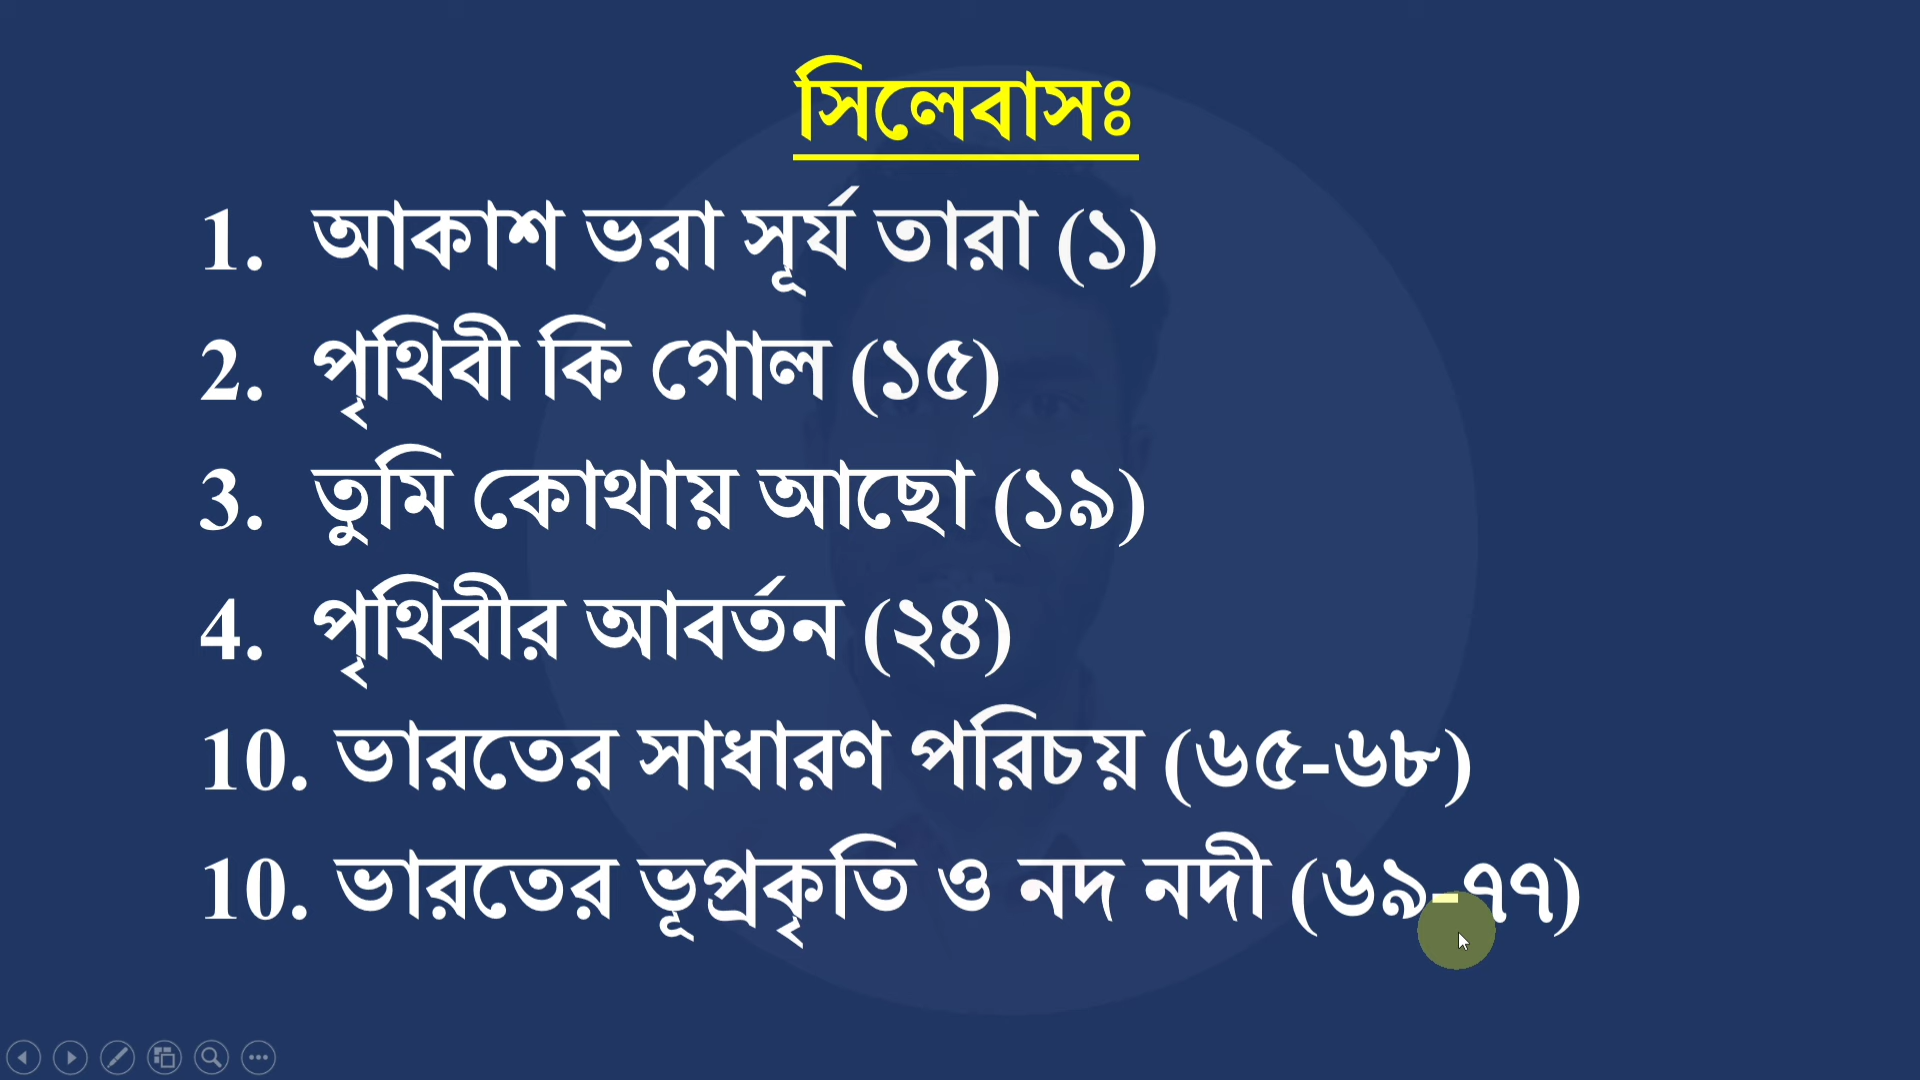 সিলেবাসঃ
1. আকাশ ভরা সূর্য তারা (১)
2. পৃথিবী কি গোল (১৫)
3. তুমি কোথায় আছো (১৯)
4. পৃথিবীর আবর্তন (২৪)
10. ভারতের সাধারণ পরিচয় (৬৫-৬৮)
10. ভারতের ভূপ্রকৃতি ও নদ নদী (৬৯-৭৭)